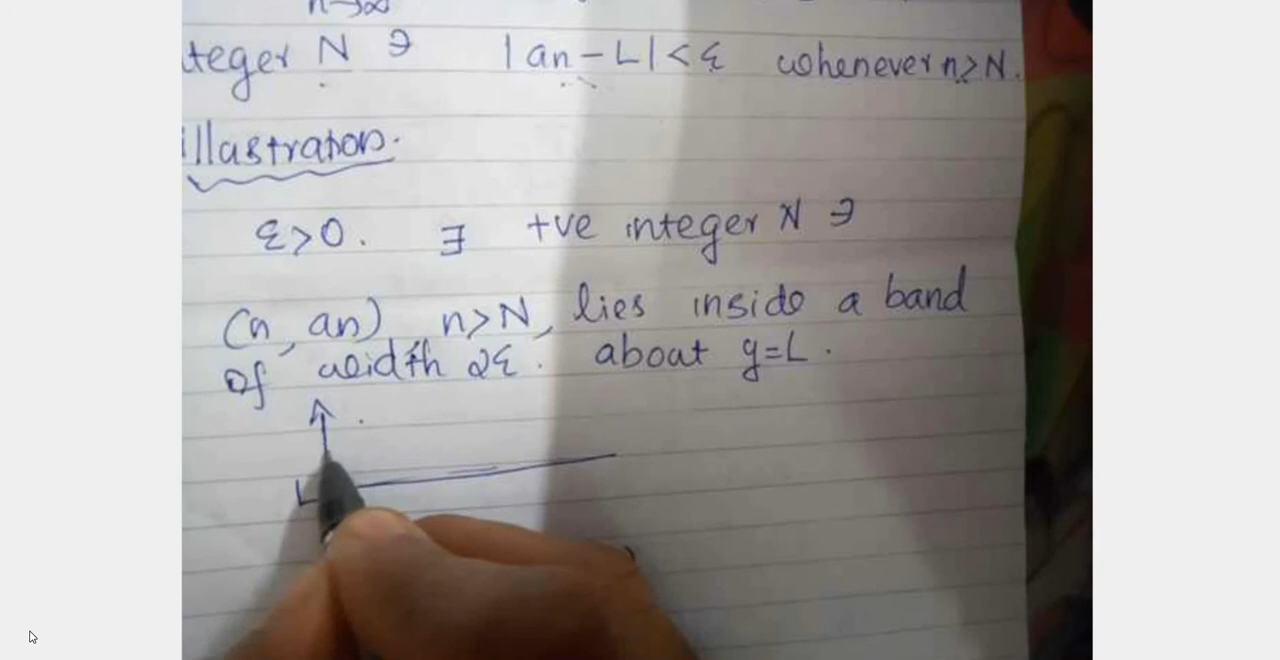 n→∞
teger N ∋ |an-L|<ε whenever n≥N.
illustration.
ε>0. ∃ +ve integer N ∋
(n, an) n>N, lies inside a band
of width 2ε. about y=L.
L